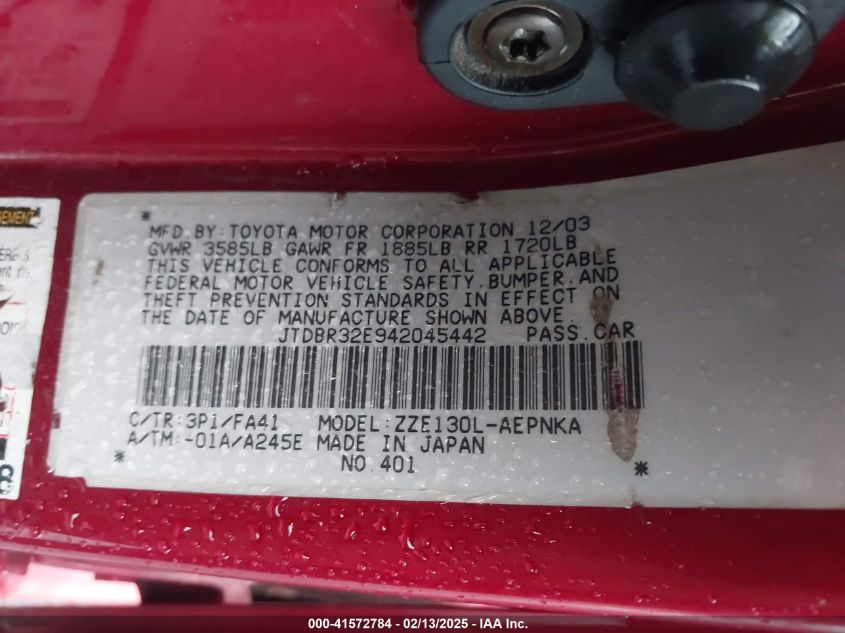 *
MFD.BY:TOYOTA MOTOR CORPORATION 12/03
GVWR 3585LB GAWR FR 1885LB RR 1720LB
THIS VEHICLE CONFORMS TO ALL APPLICABLE
FEDERAL MOTOR VEHICLE SAFETY.BUMPER.AND
THEFT PREVENTION STANDARDS IN EFFECT ON
THE DATE OF MANUFACTURE SHOWN ABOVE.
JTDBR32E942045442 PASS.CAR
C/TR:3P1/FA41 MODEL:ZZE130L-AEPNKA
A/TM:-01A/A245E MADE IN JAPAN
* NO.401 *
000-41572784 - 02/13/2025 - IAA Inc.